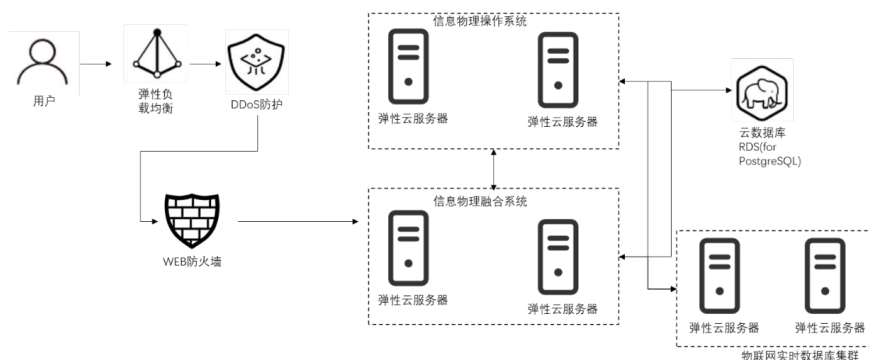 用户
弹性负
载均衡
DDoS防护
WEB防火墙
信息物理操作系统
弹性云服务器
弹性云服务器
信息物理融合系统
弹性云服务器
弹性云服务器
云数据库
RDS(for
PostgreSQL)
弹性云服务器
弹性云服务器
物联网实时数据库集群